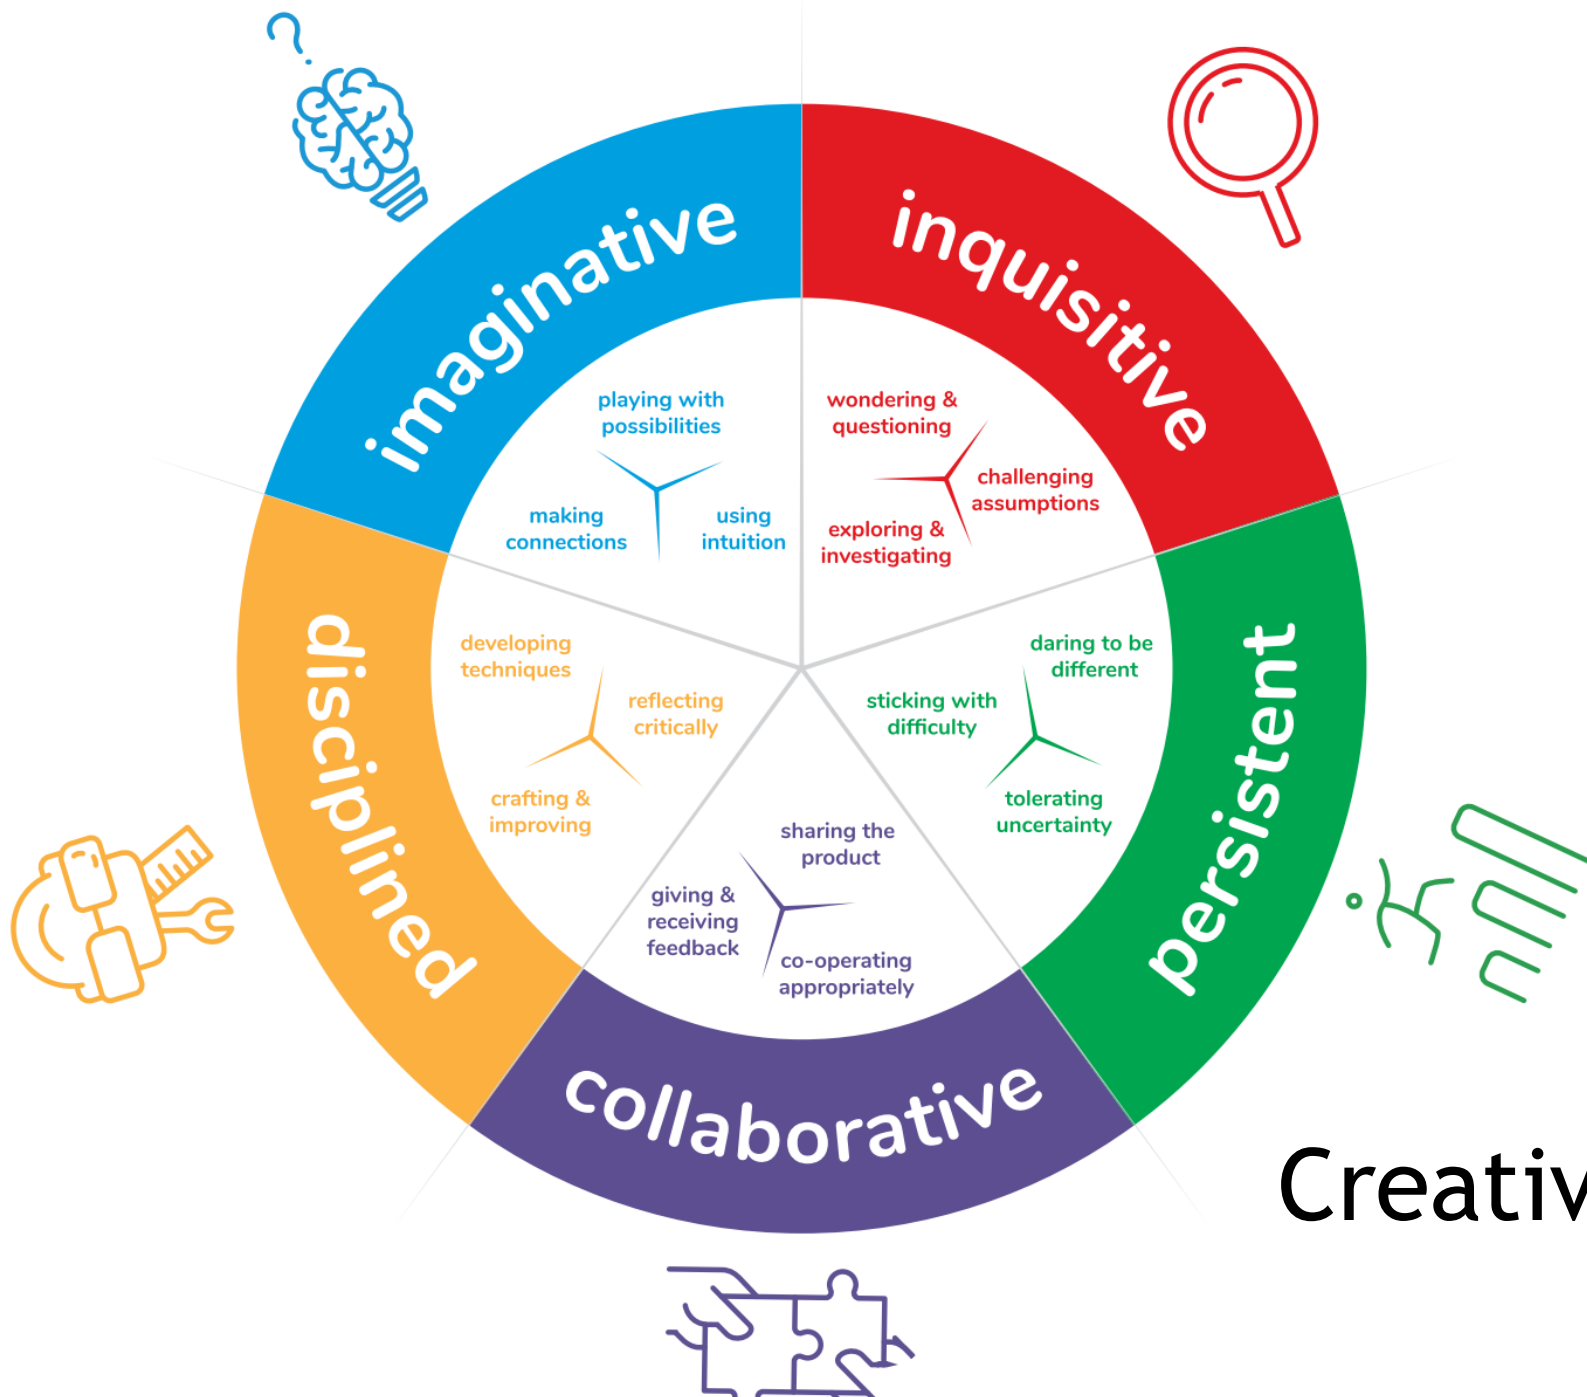 imaginative
playing with
possibilities
making
connections
using
intuition
inquisitive
wondering &
questioning
challenging
assumptions
exploring &
investigating
persistent
daring to be
different
sticking with
difficulty
tolerating
uncertainty
collaborative
sharing the
product
giving &
receiving
feedback
co-operating
appropriately
disciplined
developing
techniques
reflecting
critically
crafting &
improving
?